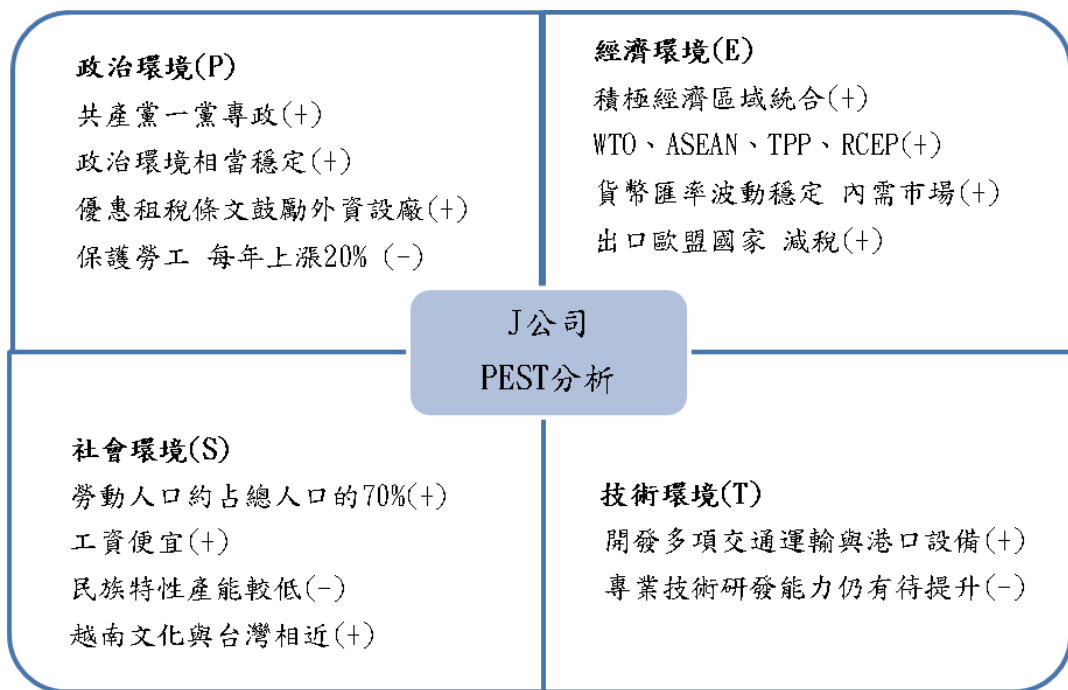 政治環境(P)
共產黨一黨專政(+)
政治環境相當穩定(+)
優惠租稅條文鼓勵外資設廠(+)
保護勞工 每年上漲20% (-)
經濟環境(E)
積極經濟區域統合(+)
WTO、ASEAN、TPP、RCEP(+)
貨幣匯率波動穩定 內需市場(+)
出口歐盟國家 減稅(+)
J公司
PEST分析
社會環境(S)
勞動人口約占總人口的70%(+)
工資便宜(+)
民族特性產能較低(-)
越南文化與台灣相近(+)
技術環境(T)
開發多項交通運輸與港口設備(+)
專業技術研發能力仍有待提升(-)